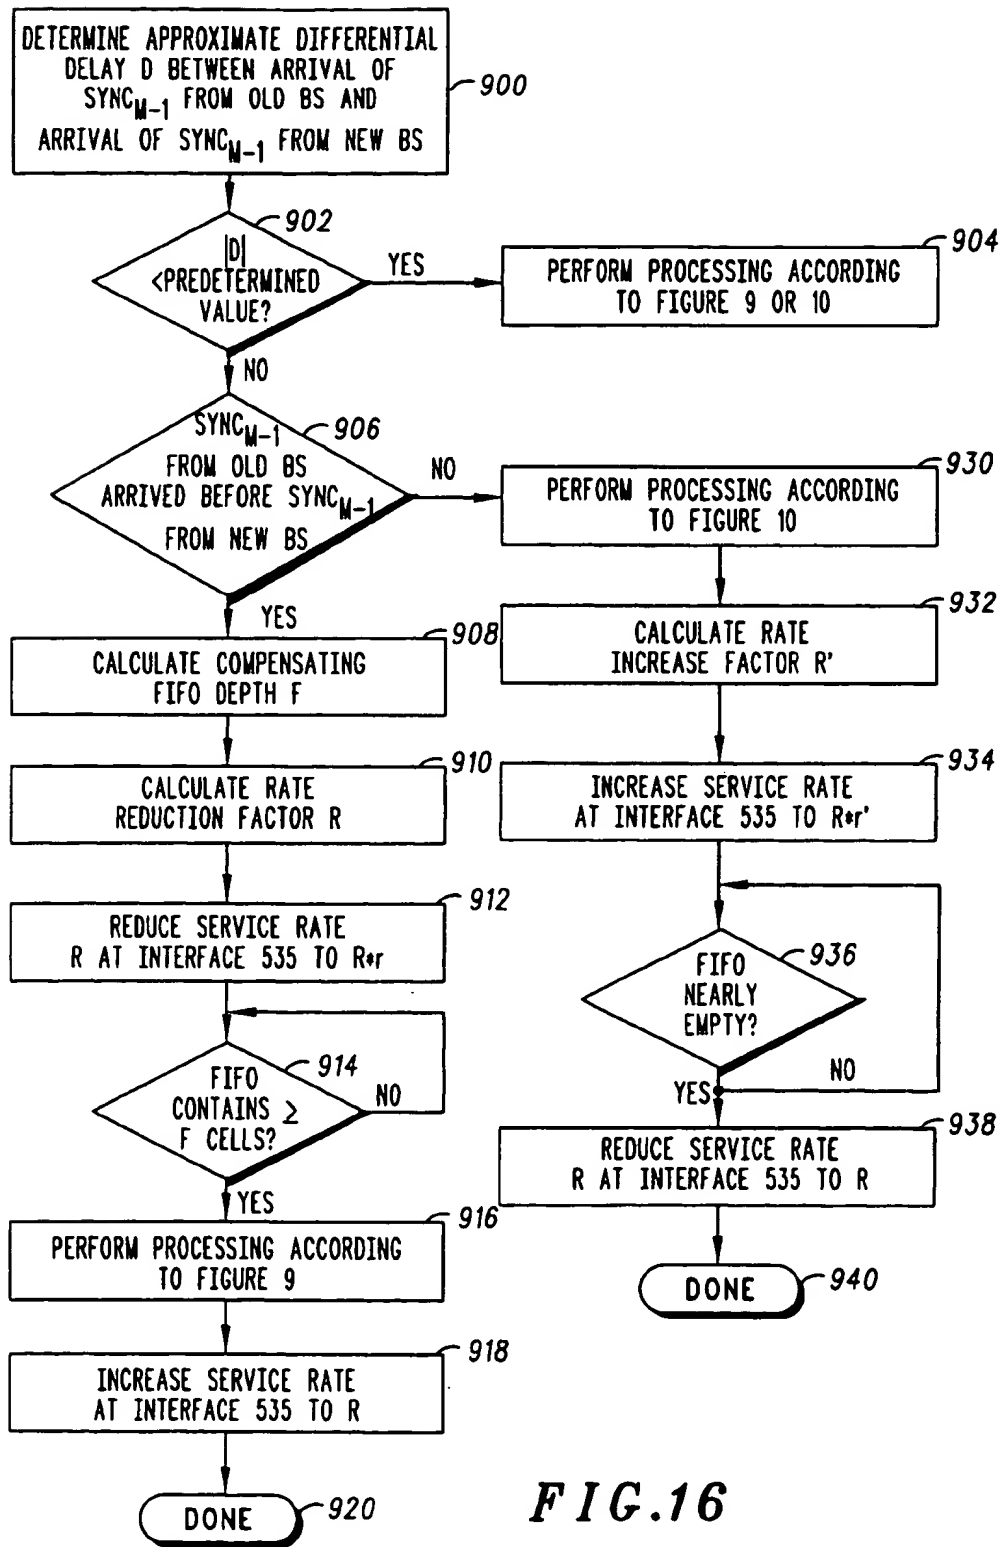 DETERMINE APPROXIMATE DIFFERENTIAL
DELAY D BETWEEN ARRIVAL OF
SYNC_{M-1} FROM OLD BS AND
ARRIVAL OF SYNC_{M-1} FROM NEW BS
900
902
|D|
<PREDETERMINED
VALUE?
YES
904
PERFORM PROCESSING ACCORDING
TO FIGURE 9 OR 10
NO
906
SYNC_{M-1}
FROM OLD BS
ARRIVED BEFORE SYNC_{M-1}
FROM NEW BS
NO
930
PERFORM PROCESSING ACCORDING
TO FIGURE 10
YES
908
CALCULATE COMPENSATING
FIFO DEPTH F
932
CALCULATE RATE
INCREASE FACTOR R'
910
CALCULATE RATE
REDUCTION FACTOR R
934
INCREASE SERVICE RATE
AT INTERFACE 535 TO R*r'
912
REDUCE SERVICE RATE
R AT INTERFACE 535 TO R*r
936
FIFO
NEARLY
EMPTY?
NO
YES
914
FIFO
CONTAINS ≥
F CELLS?
NO
YES
938
REDUCE SERVICE RATE
R AT INTERFACE 535 TO R
916
PERFORM PROCESSING ACCORDING
TO FIGURE 9
DONE
940
918
INCREASE SERVICE RATE
AT INTERFACE 535 TO R
DONE
920
FIG.16